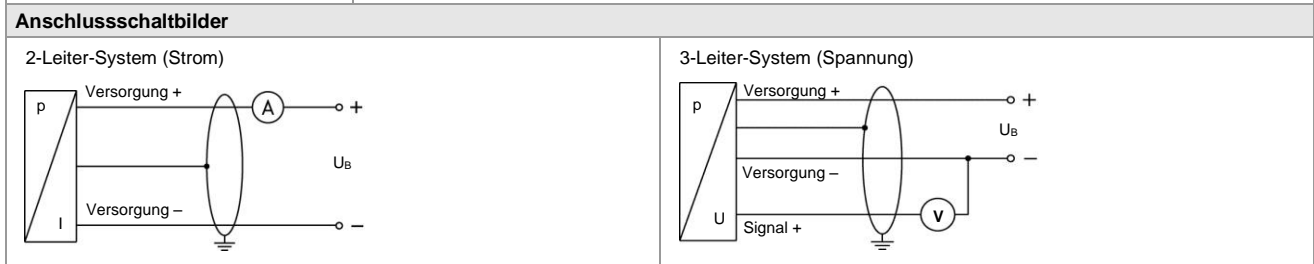 Anschlussschaltbilder
2-Leiter-System (Strom)
p
I
Versorgung +
A
+
UB
Versorgung –
–
3-Leiter-System (Spannung)
p
U
Versorgung +
+
UB
–
Versorgung –
V
Signal +